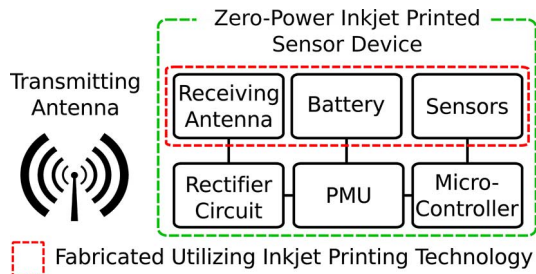 Zero-Power Inkjet Printed
Sensor Device
Transmitting
Antenna
Receiving
Antenna
Battery
Sensors
Rectifier
Circuit
PMU
Micro-
Controller
Fabricated Utilizing Inkjet Printing Technology